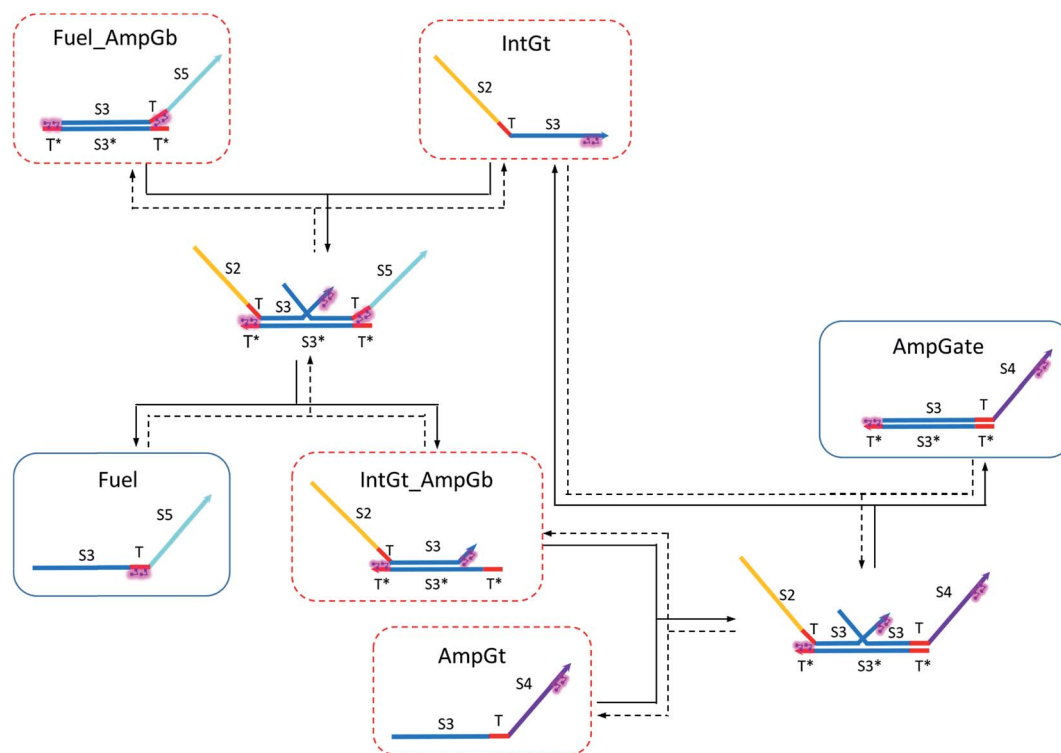 Fuel_AmpGb
S5
S3 T
T* S3* T*
IntGt
S2
T S3
S2 S5
T S3 T
T* S3* T*
AmpGate
S4
S3 T
T* S3* T*
Fuel
S5
S3 T
IntGt_AmpGb
S2
T S3
T* S3* T*
S2 S4
T S3 S3 T
T* S3* T*
AmpGt
S4
S3 T